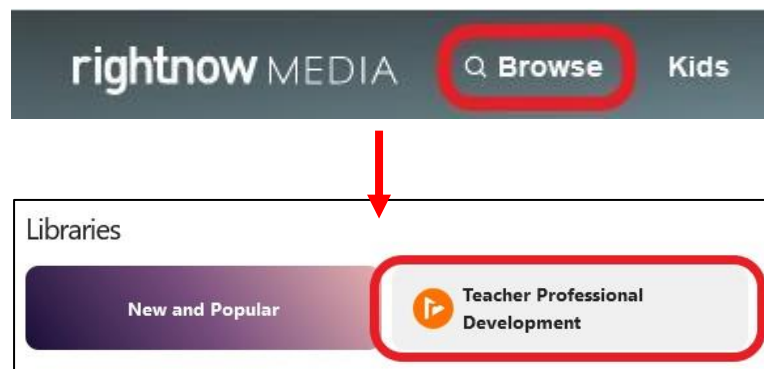 rightnow MEDIA Browse Kids
Libraries
New and Popular
Teacher Professional
Development